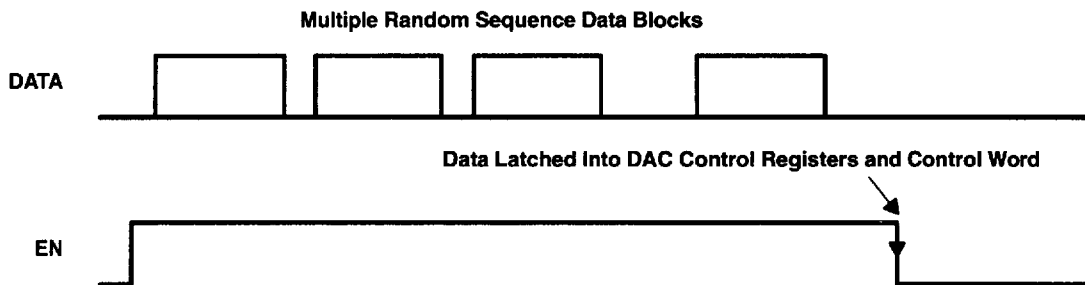 Multiple Random Sequence Data Blocks
DATA
Data Latched Into DAC Control Registers and Control Word
EN